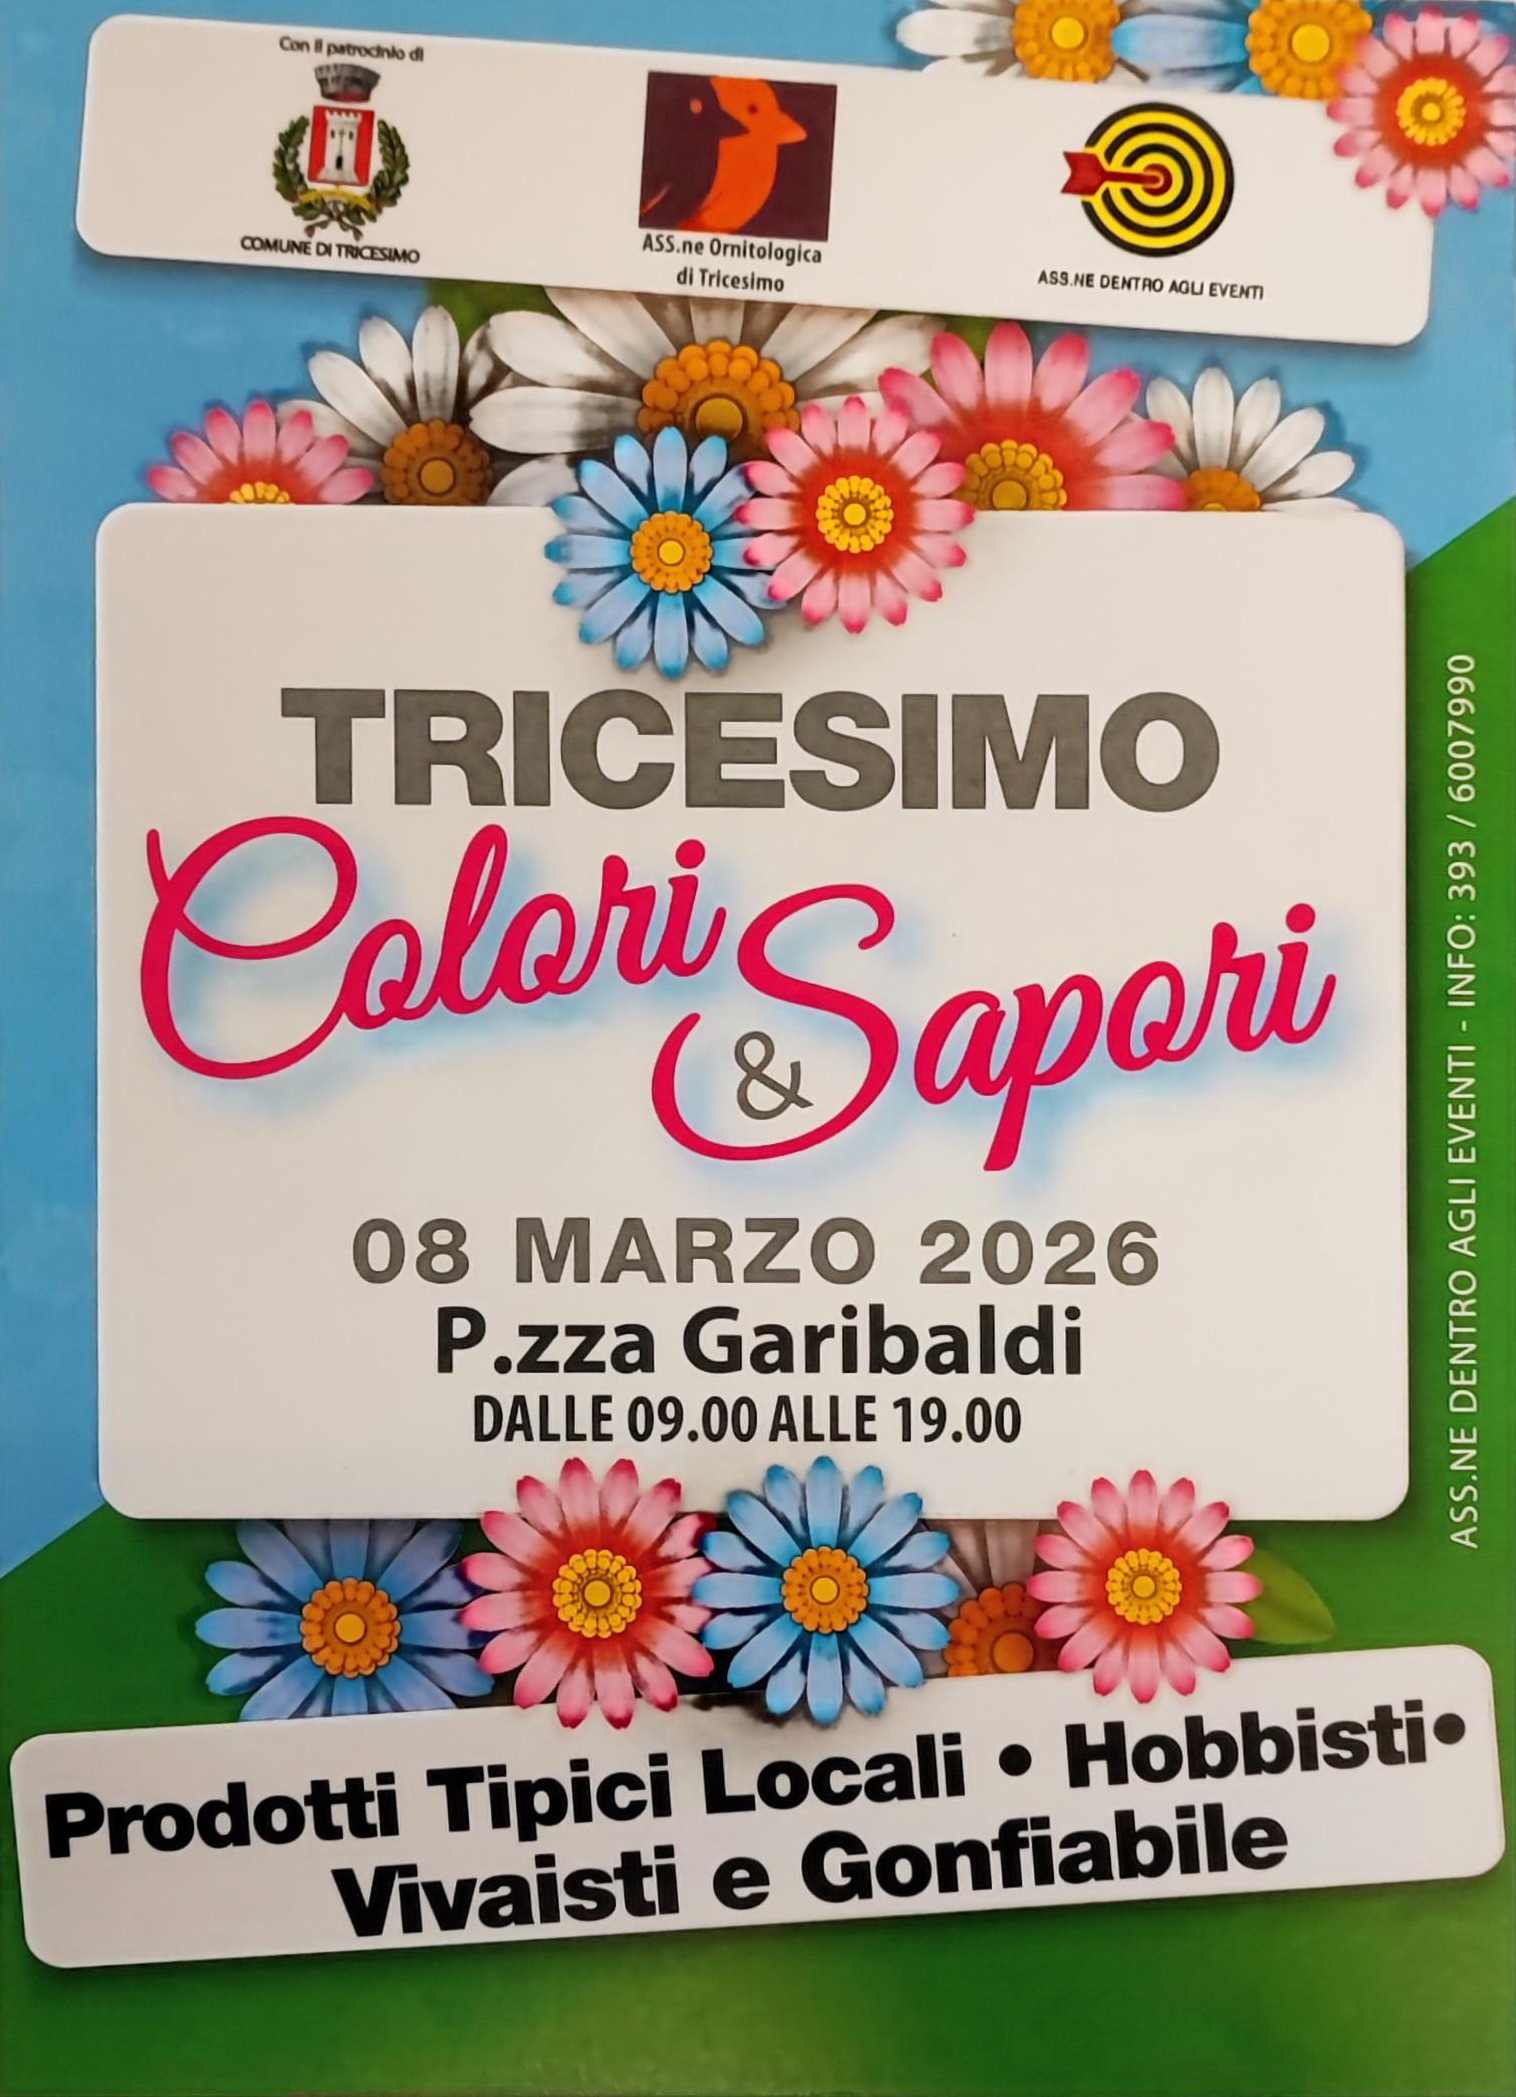 Con il patrocinio di
COMUNE DI TRICESIMO
ASS.ne Ornitologica
di Tricesimo
ASS.NE DENTRO AGLI EVENTI
TRICESIMO
Colori
& Sapori
08 MARZO 2026
P.zza Garibaldi
DALLE 09.00 ALLE 19.00
ASS.NE DENTRO AGLI EVENTI - INFO: 393 / 6007990
Prodotti Tipici Locali • Hobbisti•
Vivaisti e Gonfiabile